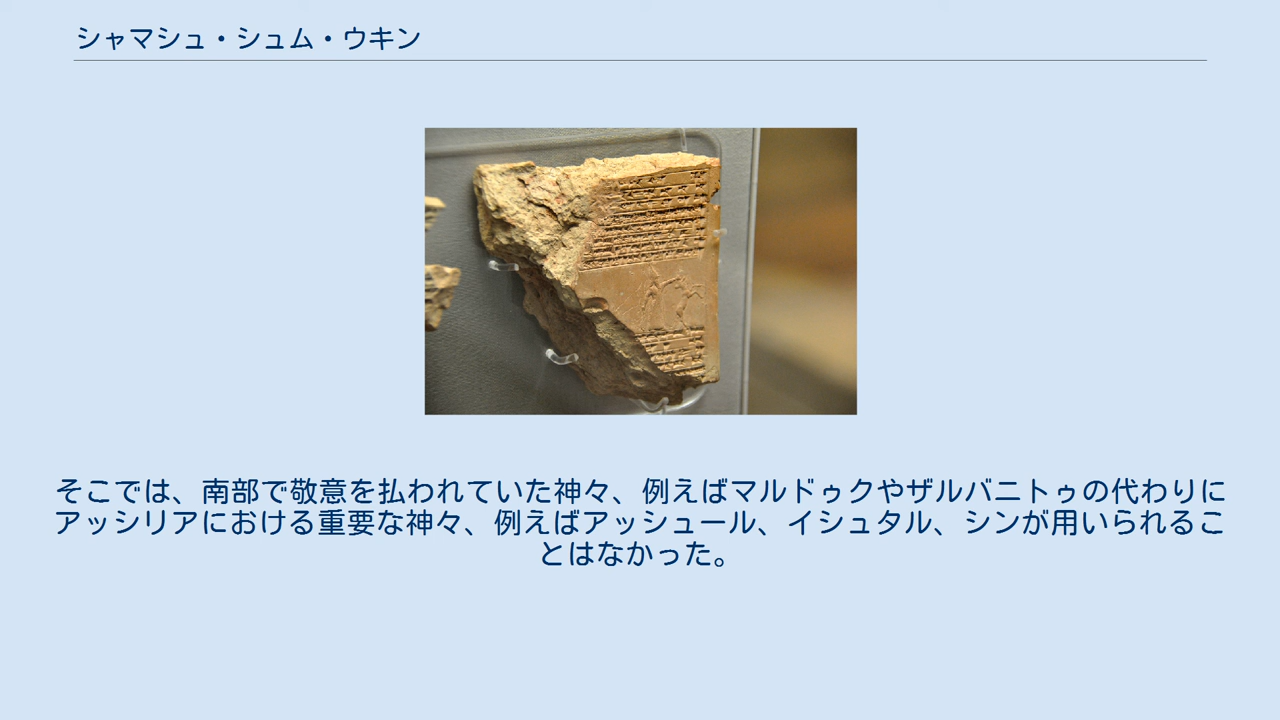 シャマシュ・シュム・ウキン
そこでは、南部で敬意を払われていた神々、例えばマルドゥクやザルバニトゥの代わりに
アッシリアにおける重要な神々、例えばアッシュール、イシュタル、シンが用いられるこ
とはなかった。